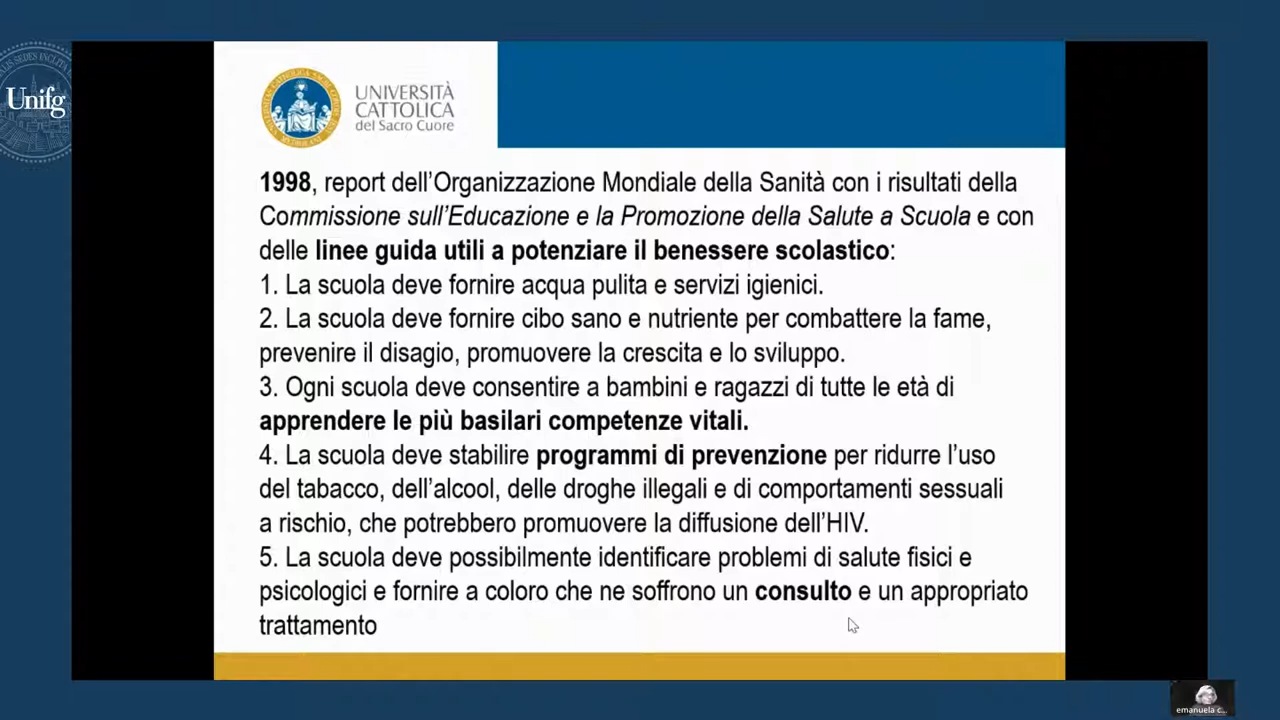 Unifg
UNIVERSITÀ
CATTOLICA
del Sacro Cuore
1998, report dell’Organizzazione Mondiale della Sanità con i risultati della
Commissione sull’Educazione e la Promozione della Salute a Scuola e con
delle linee guida utili a potenziare il benessere scolastico:
1. La scuola deve fornire acqua pulita e servizi igienici.
2. La scuola deve fornire cibo sano e nutriente per combattere la fame,
prevenire il disagio, promuovere la crescita e lo sviluppo.
3. Ogni scuola deve consentire a bambini e ragazzi di tutte le età di
apprendere le più basilari competenze vitali.
4. La scuola deve stabilire programmi di prevenzione per ridurre l’uso
del tabacco, dell’alcool, delle droghe illegali e di comportamenti sessuali
a rischio, che potrebbero promuovere la diffusione dell’HIV.
5. La scuola deve possibilmente identificare problemi di salute fisici e
psicologici e fornire a coloro che ne soffrono un consulto e un appropriato
trattamento
emanuela c...